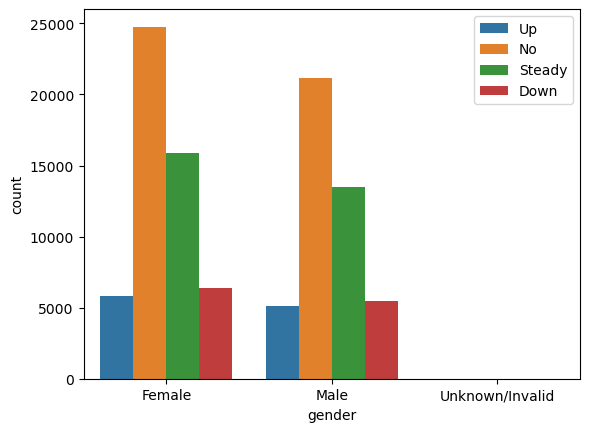 Up
No
Steady
Down
25000
20000
15000
10000
5000
0
count
Female Male Unknown/Invalid
gender